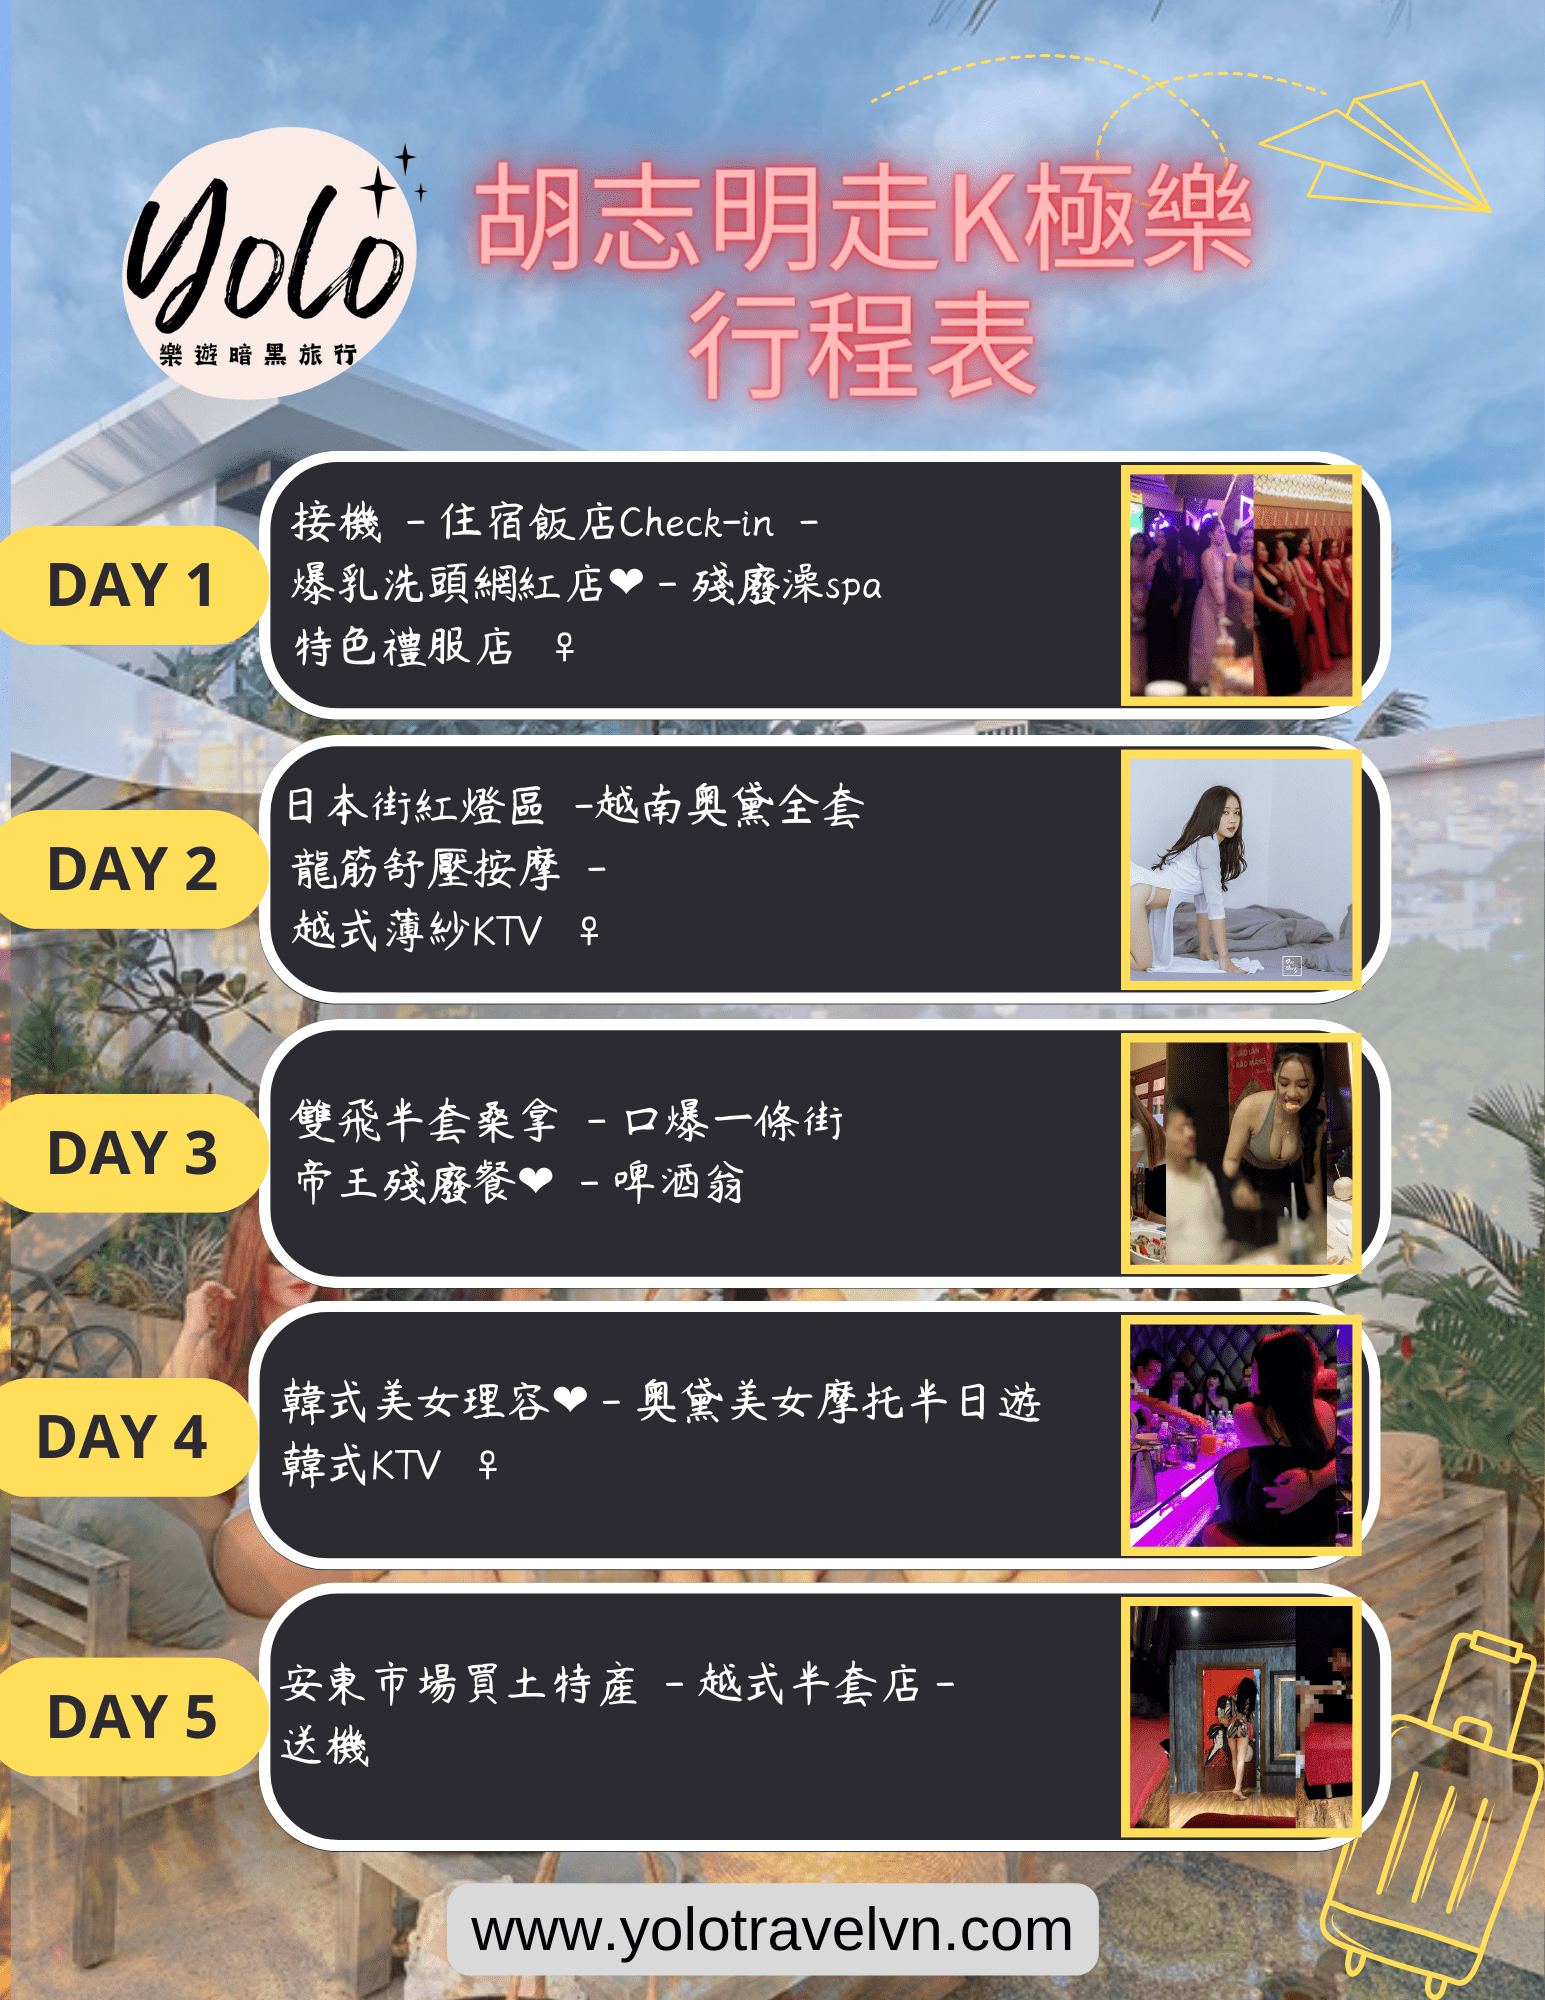 Yolo
樂遊暗黑旅行
胡志明走K極樂
行程表
DAY 1
接機 - 住宿飯店Check-in -
爆乳洗頭網紅店❤ - 殘廢澡spa
特色禮服店 ♀
DAY 2
日本街紅燈區 -越南奧黛全套
龍筋舒壓按摩 -
越式薄紗KTV ♀
DAY 3
雙飛半套桑拿 - 口爆一條街
帝王殘廢餐❤ - 啤酒翁
DAY 4
韓式美女理容❤ - 奧黛美女摩托半日遊
韓式KTV ♀
DAY 5
安東市場買土特產 - 越式半套店 -
送機
www.yolotravelvn.com